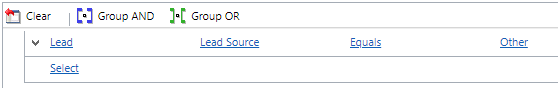 Clear Group AND Group OR
Lead Lead Source Equals Other
Select